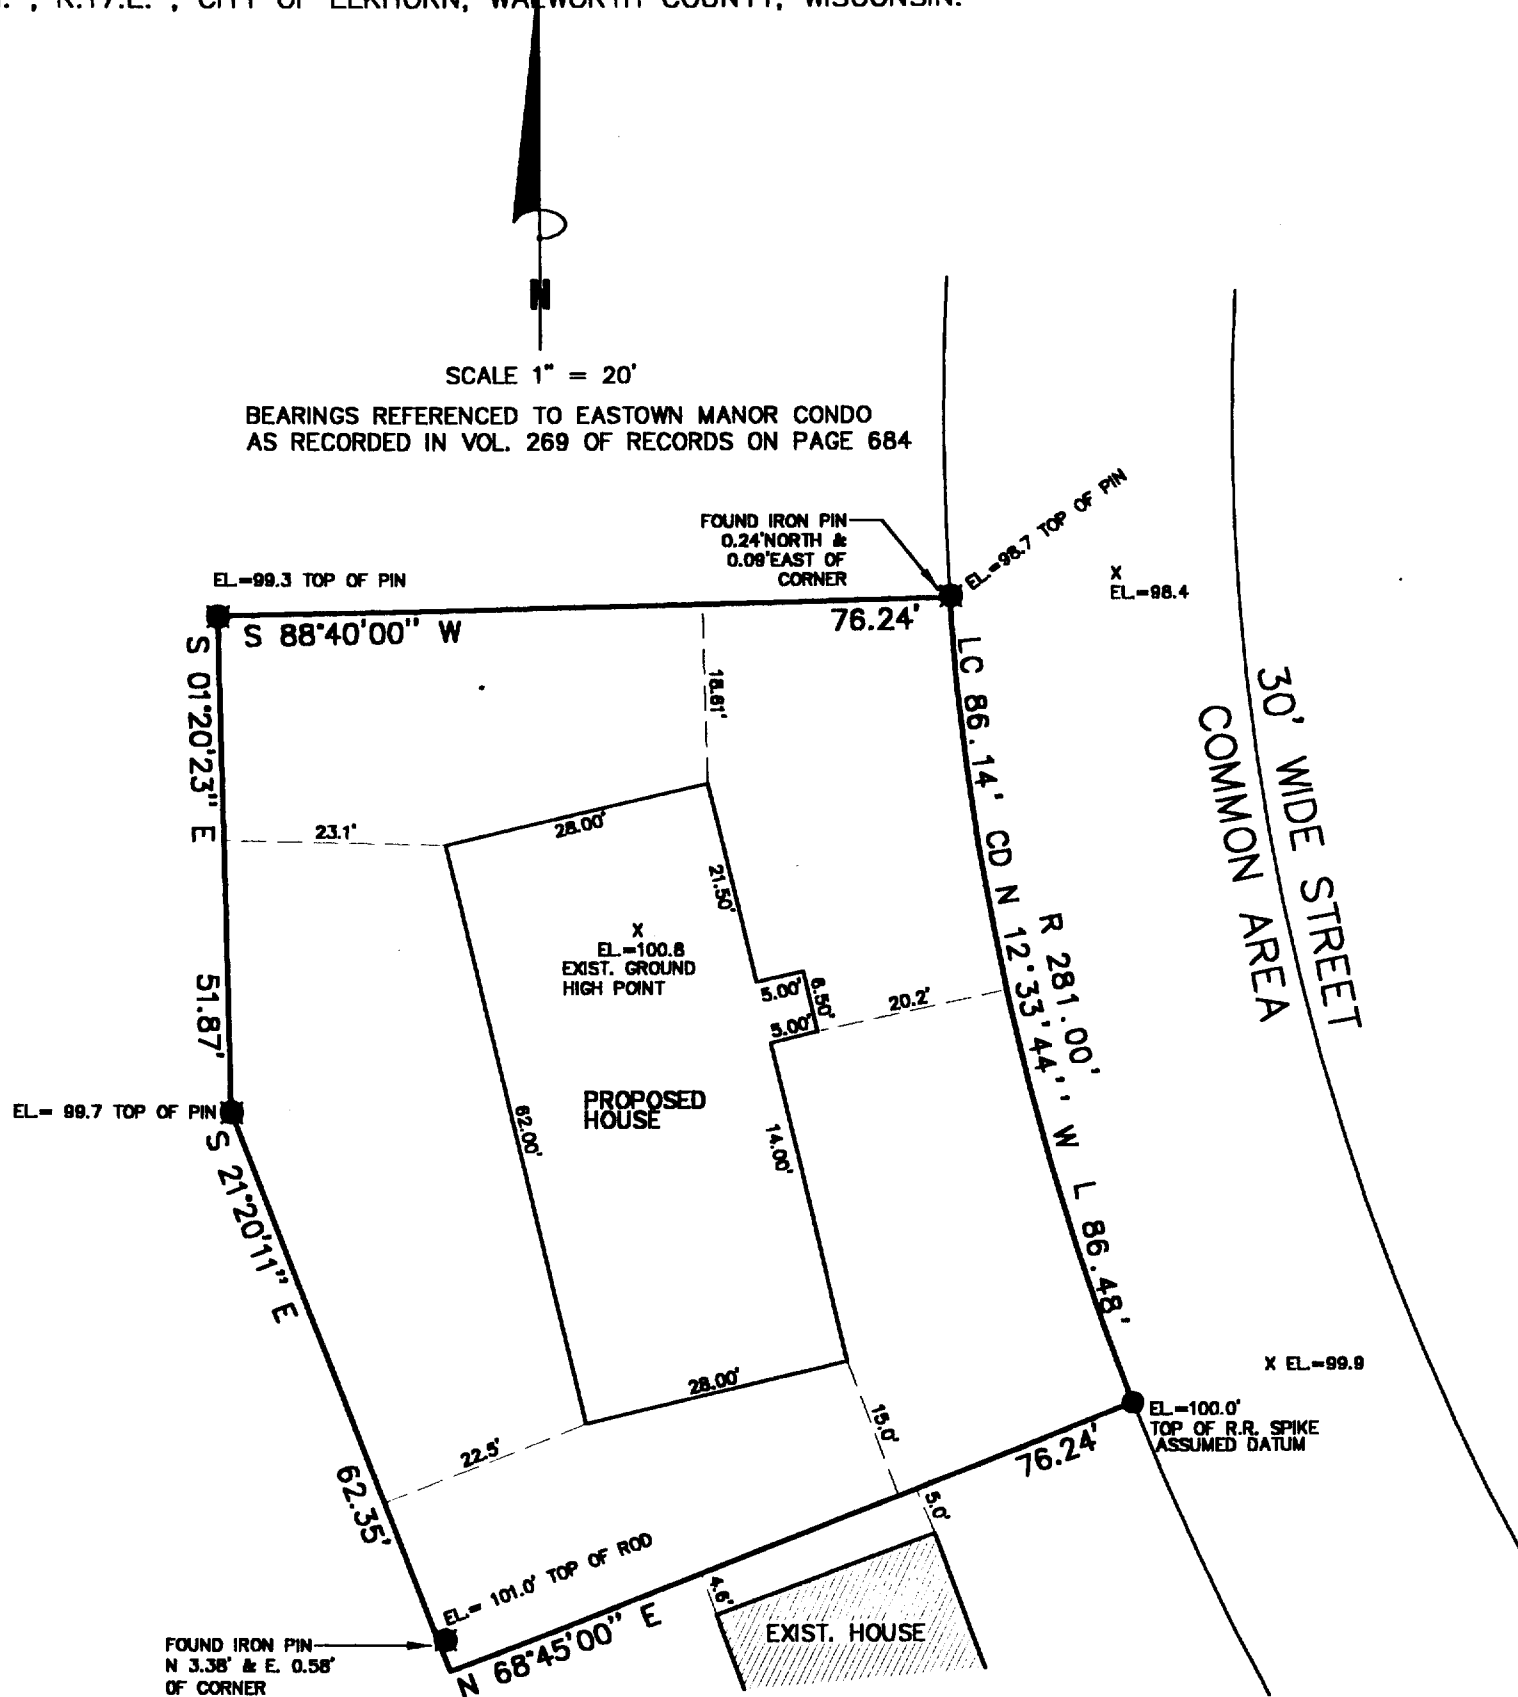 CITY OF ELKHORN, WALWORTH COUNTY, WISCONSIN.
N
SCALE 1" = 20'
BEARINGS REFERENCED TO EASTOWN MANOR CONDO
AS RECORDED IN VOL. 269 OF RECORDS ON PAGE 684
FOUND IRON PIN
0.24'NORTH &
0.09'EAST OF
CORNER
EL.=98.7 TOP OF PIN
X
EL.=98.4
EL.=99.3 TOP OF PIN
S 88°40'00" W
76.24'
S 01°20'23" E
51.87'
18.61'
LC 86.14' CD N 12°33'44'' W L 86.48'
R 281.00'
30' WIDE STREET
COMMON AREA
23.1'
28.00'
21.50'
X
EL.=100.8
EXIST. GROUND
HIGH POINT
5.00'
6.50'
5.00'
20.2'
PROPOSED
HOUSE
62.00'
14.00'
EL.= 99.7 TOP OF PIN
S 21°20'11" E
62.35'
28.00'
22.5'
15.0'
X EL.=99.9
EL.=100.0'
TOP OF R.R. SPIKE
ASSUMED DATUM
76.24'
5.0'
EL.= 101.0' TOP OF ROD
4.6'
EXIST. HOUSE
N 68°45'00" E
FOUND IRON PIN
N 3.38' & E. 0.58'
OF CORNER